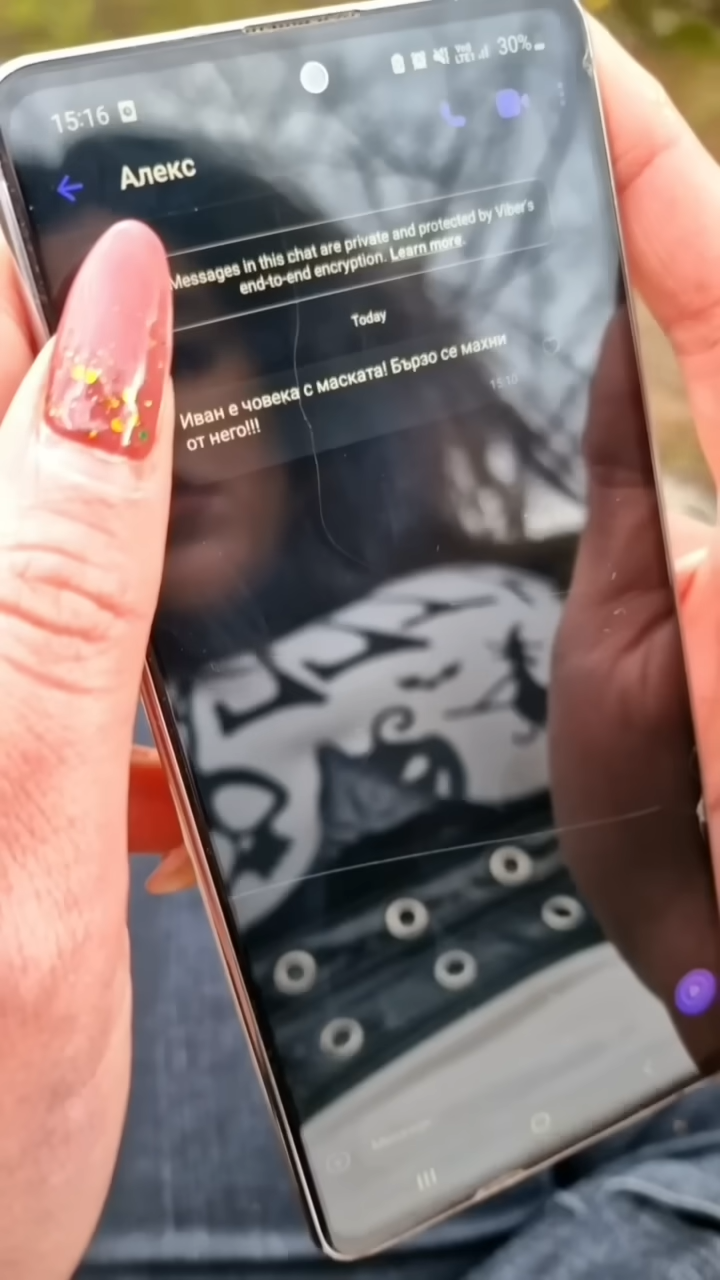 15:16
30%
Алекс
Messages in this chat are private and protected by Viber's
end-to-end encryption. Learn more.
Today
Иван е човека с маската! Бързо се махни
от него!!!
15:10